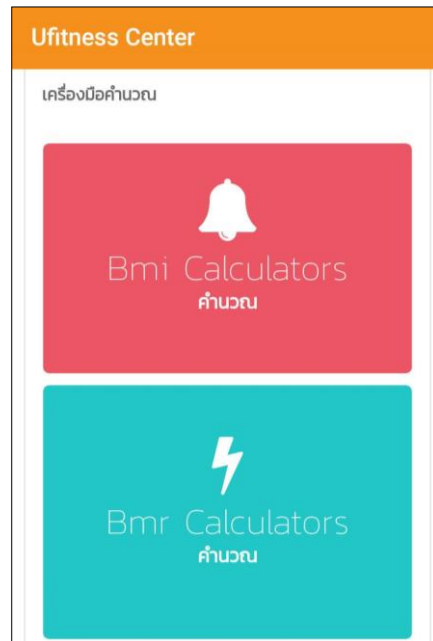 Ufitness Center
เครื่องมือคำนวณ
Bmi Calculators
คำนวณ
Bmr Calculators
คำนวณ